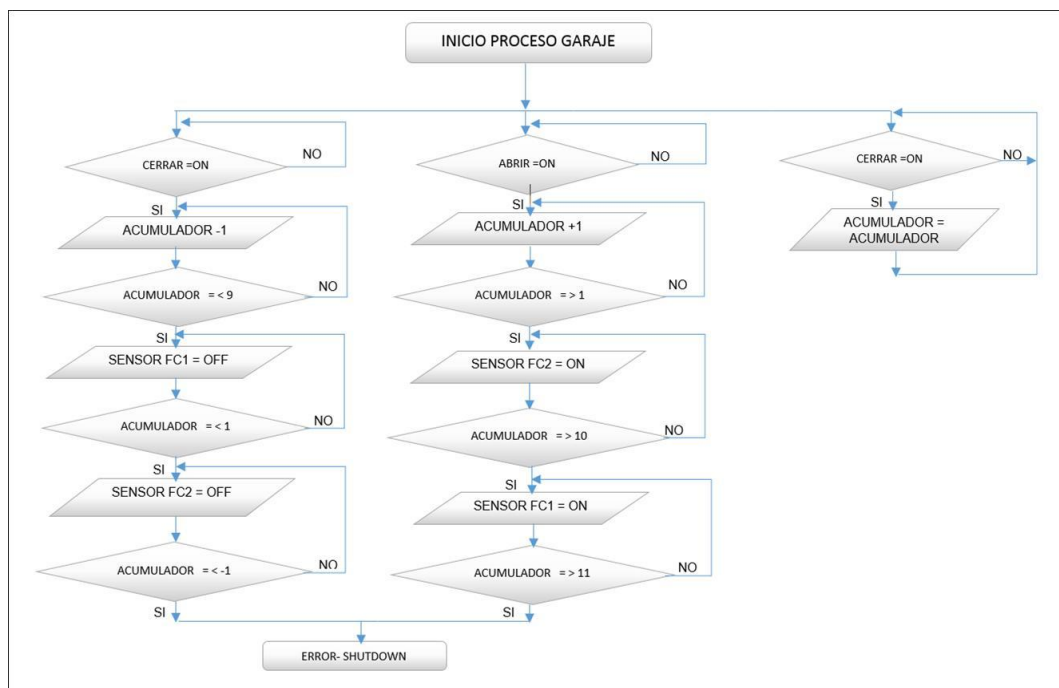 INICIO PROCESO GARAJE
CERRAR =ON
NO
SI
ACUMULADOR -1
ACUMULADOR = < 9
NO
SI
SENSOR FC1 = OFF
ACUMULADOR = < 1
NO
SI
SENSOR FC2 = OFF
ACUMULADOR = < -1
NO
SI
ABRIR =ON
NO
SI
ACUMULADOR +1
ACUMULADOR = > 1
NO
SI
SENSOR FC2 = ON
ACUMULADOR = > 10
NO
SI
SENSOR FC1 = ON
ACUMULADOR = > 11
NO
SI
CERRAR =ON
NO
SI
ACUMULADOR =
ACUMULADOR
ERROR- SHUTDOWN